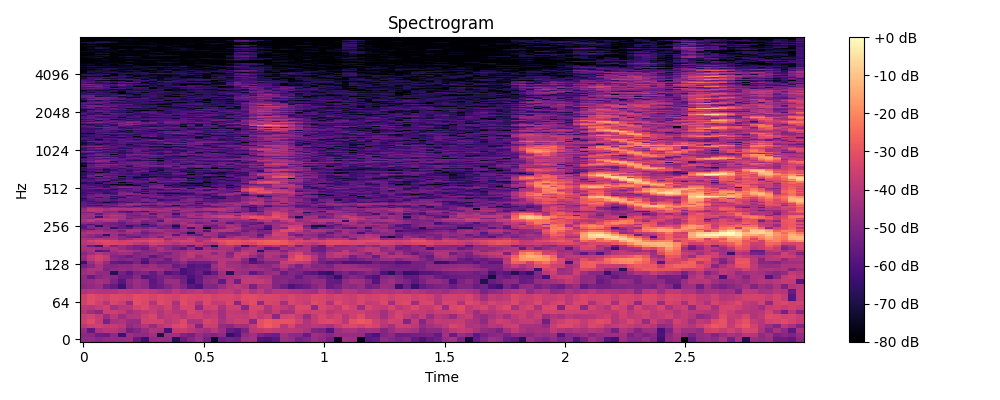 Spectrogram
Hz
4096
2048
1024
512
256
128
64
0
0
0.5
1
1.5
2
2.5
Time
+0 dB
-10 dB
-20 dB
-30 dB
-40 dB
-50 dB
-60 dB
-70 dB
-80 dB